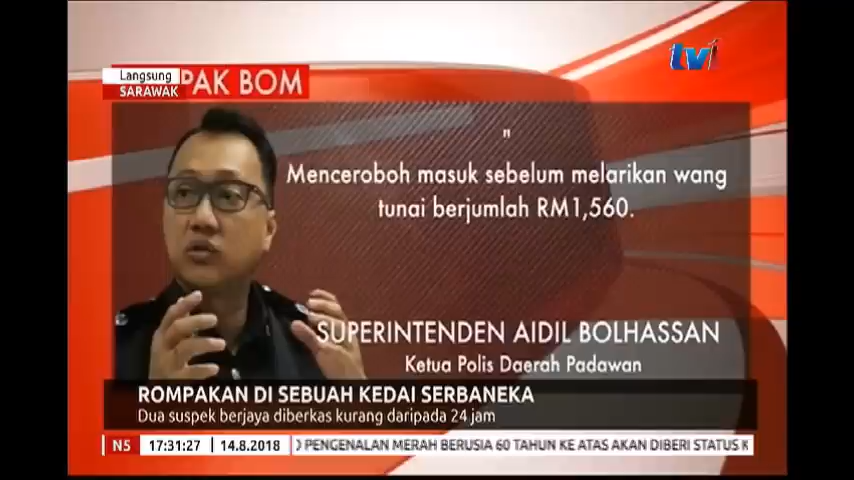 tv1
Langsung
SARAWAK
PAK BOM
"
Menceroboh masuk sebelum melarikan wang
tunai berjumlah RM1,560.
SUPERINTENDEN AIDIL BOLHASSAN
Ketua Polis Daerah Padawan
ROMPAKAN DI SEBUAH KEDAI SERBANEKA
Dua suspek berjaya diberkas kurang daripada 24 jam
N5 17:31:27 14.8.2018 PENGENALAN MERAH BERUSIA 60 TAHUN KE ATAS AKAN DIBERI STATUS K